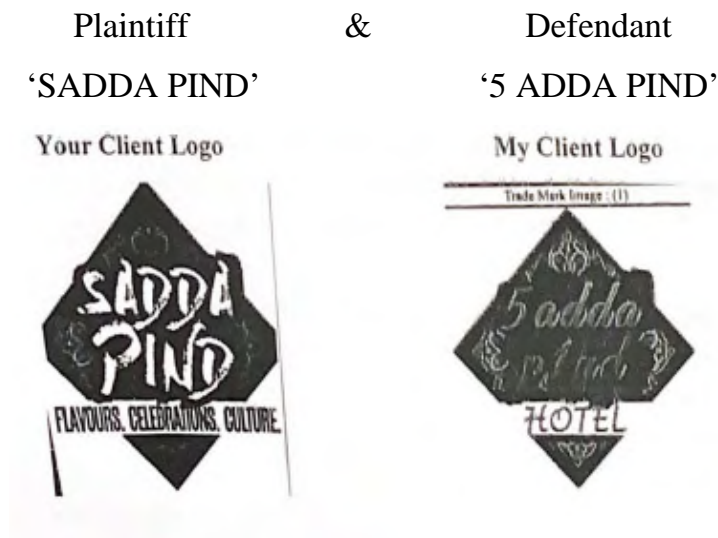 Plaintiff & Defendant
‘SADDA PIND’ ‘5 ADDA PIND’
Your Client Logo My Client Logo
Trade Mark Image : (1)
SADDA
PIND
FLAVOURS. CELEBRATIONS. CULTURE.
5 adda
pind
HOTEL